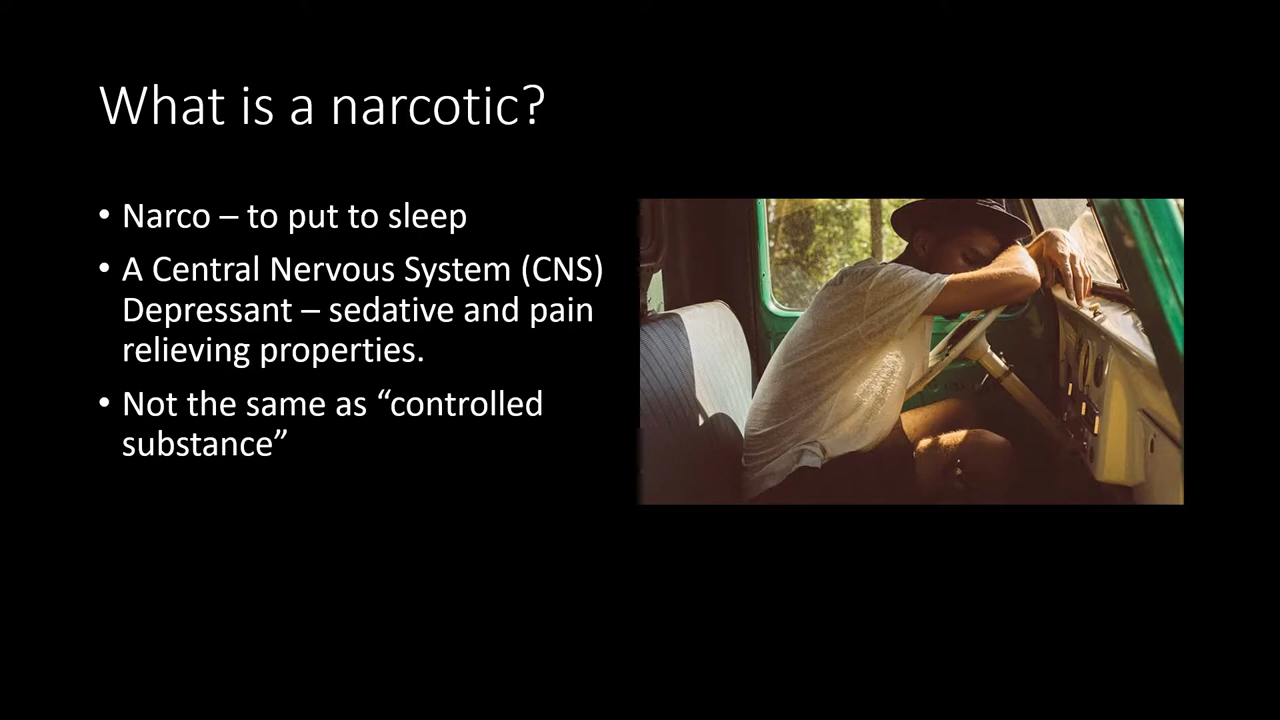 What is a narcotic?
• Narco – to put to sleep
• A Central Nervous System (CNS)
Depressant – sedative and pain
relieving properties.
• Not the same as “controlled
substance”